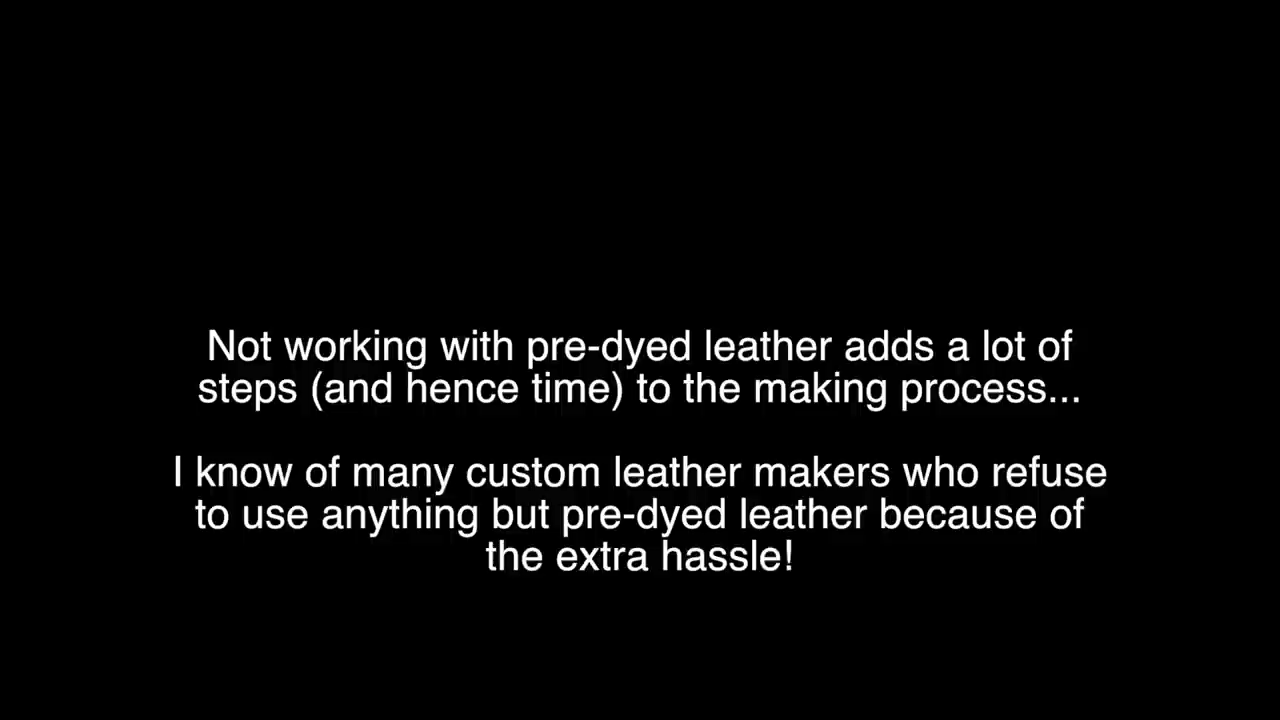 Not working with pre-dyed leather adds a lot of
steps (and hence time) to the making process...
I know of many custom leather makers who refuse
to use anything but pre-dyed leather because of
the extra hassle!